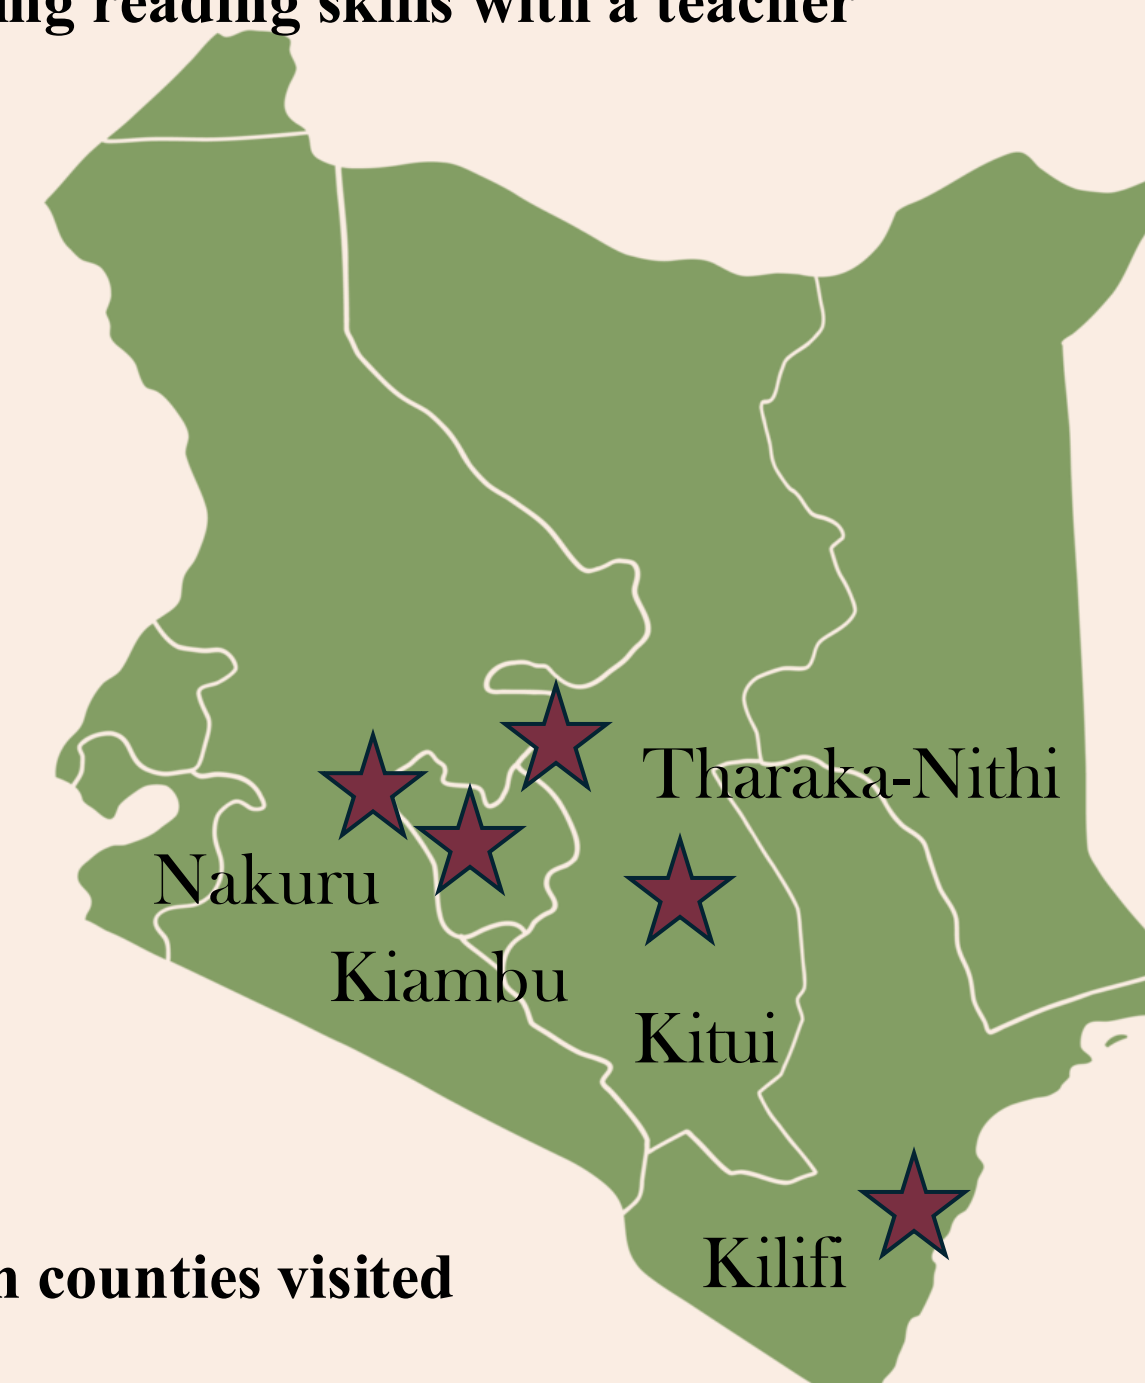 reading skills with a teacher
Tharaka-Nithi
Nakuru
Kiambu
Kitui
Kilifi
counties visited